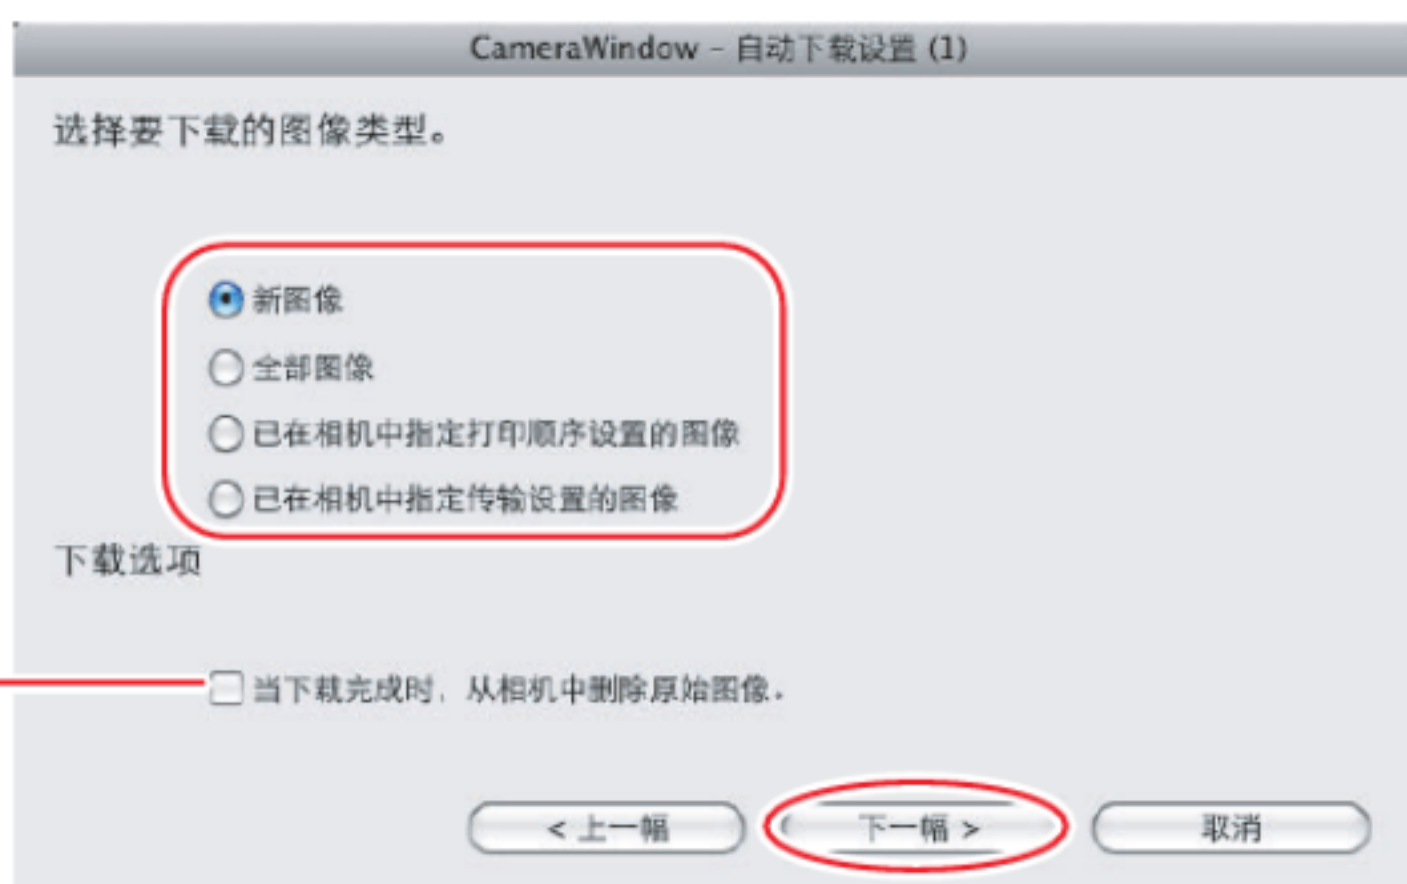 CameraWindow – 自动下载设置 (1)
选择要下载的图像类型。
新图像
全部图像
已在相机中指定打印顺序设置的图像
已在相机中指定传输设置的图像
下载选项
当下载完成时，从相机中删除原始图像。
< 上一幅 下一幅 > 取消